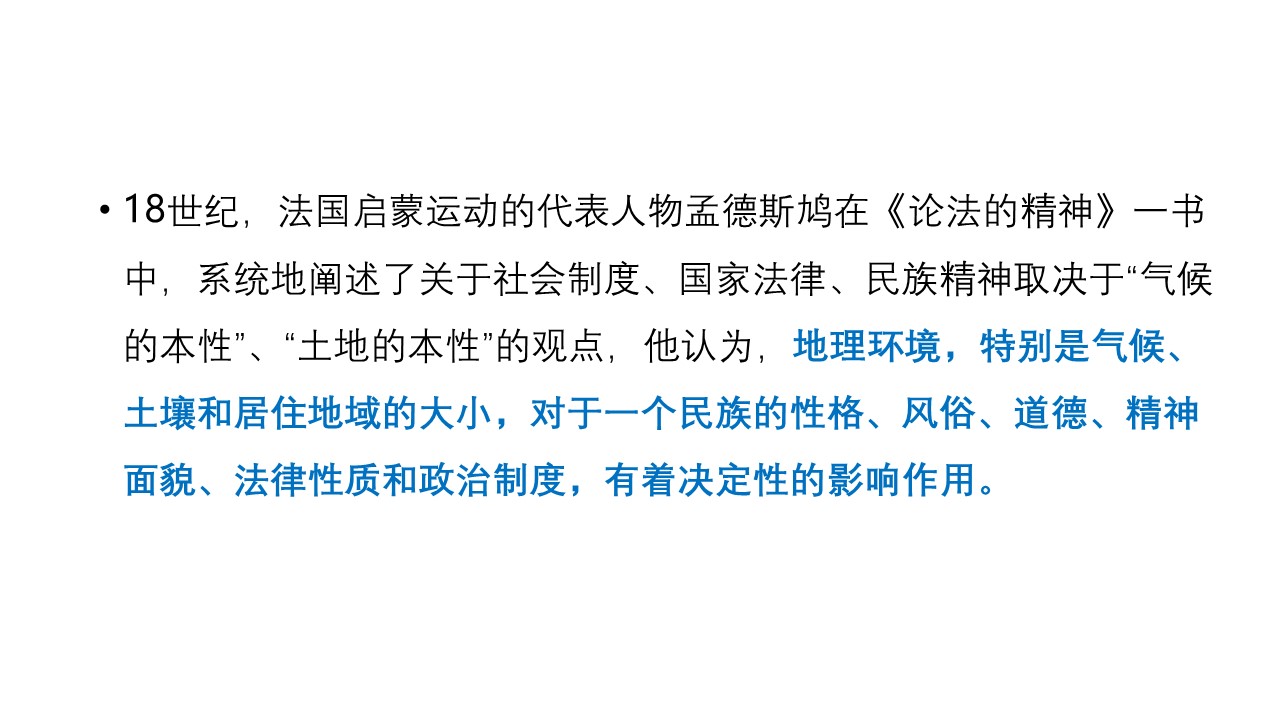 • 18世纪，法国启蒙运动的代表人物孟德斯鸠在《论法的精神》一书
中，系统地阐述了关于社会制度、国家法律、民族精神取决于“气候
的本性”、“土地的本性”的观点，他认为，地理环境，特别是气候、
土壤和居住地域的大小，对于一个民族的性格、风俗、道德、精神
面貌、法律性质和政治制度，有着决定性的影响作用。